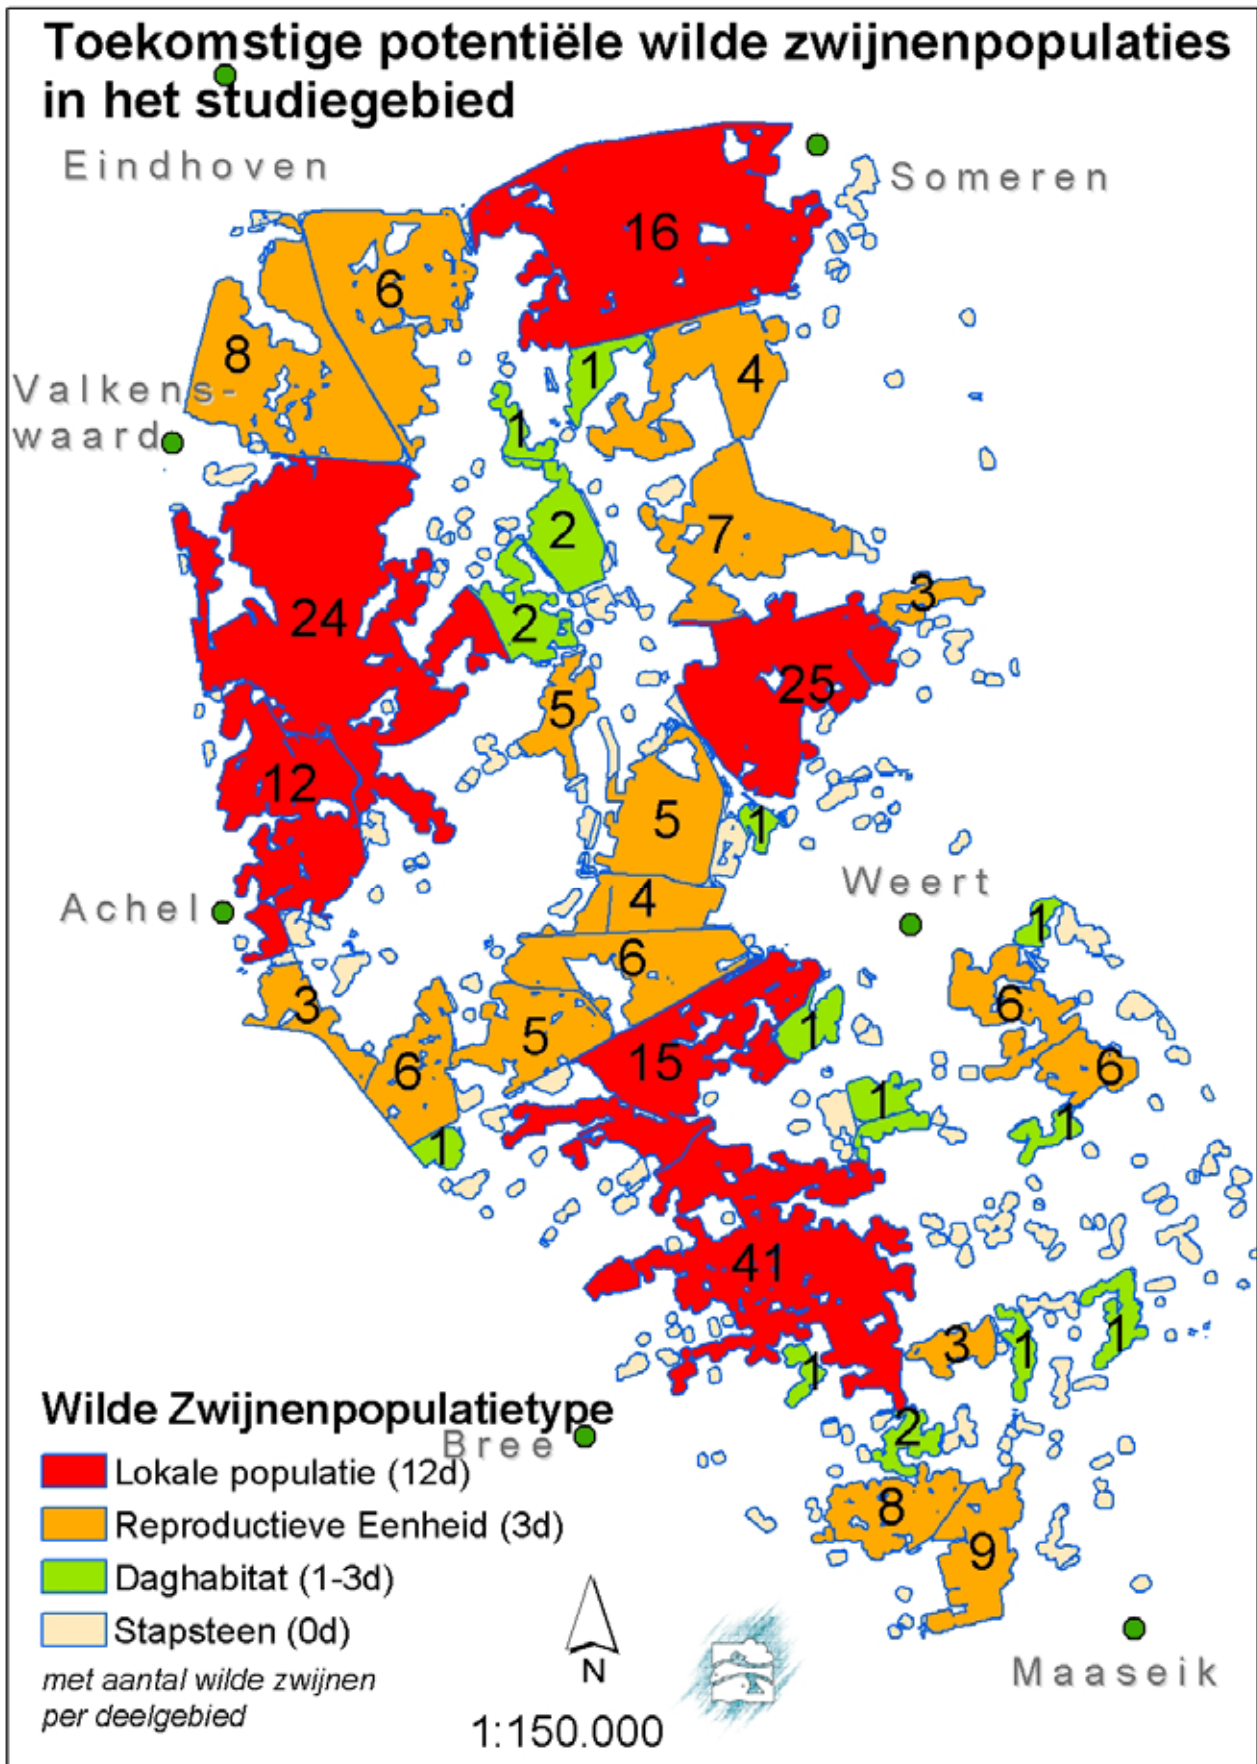 Toekomstige potentiële wilde zwijnenpopulaties
in het studiegebied
Eindhoven
Someren
16
6
8
1
4
Valkens-
waard
1
2
7
24
2
3
25
5
12
5
1
Weert
Achel
4
1
6
3
6
5
1
15
6
6
1
1
1
41
3
1
1
1
2
Wilde Zwijnenpopulatietype
Bree
Lokale populatie (12d)
8
Reproductieve Eenheid (3d)
9
Daghabitat (1-3d)
Stapsteen (0d)
met aantal wilde zwijnen
per deelgebied
N
1:150.000
Maaseik